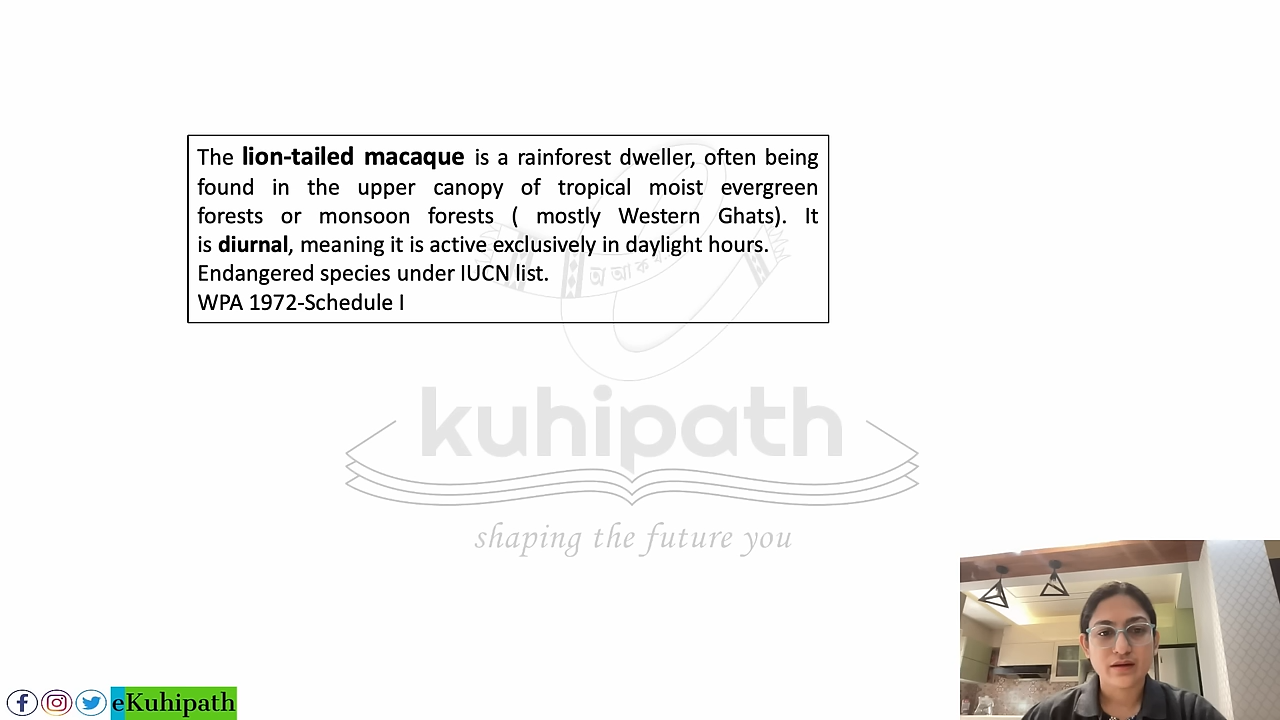 The lion-tailed macaque is a rainforest dweller, often being
found in the upper canopy of tropical moist evergreen
forests or monsoon forests ( mostly Western Ghats). It
is diurnal, meaning it is active exclusively in daylight hours.
Endangered species under IUCN list.
WPA 1972-Schedule I
অ আ ক
kuhipath
shaping the future you
eKuhipath